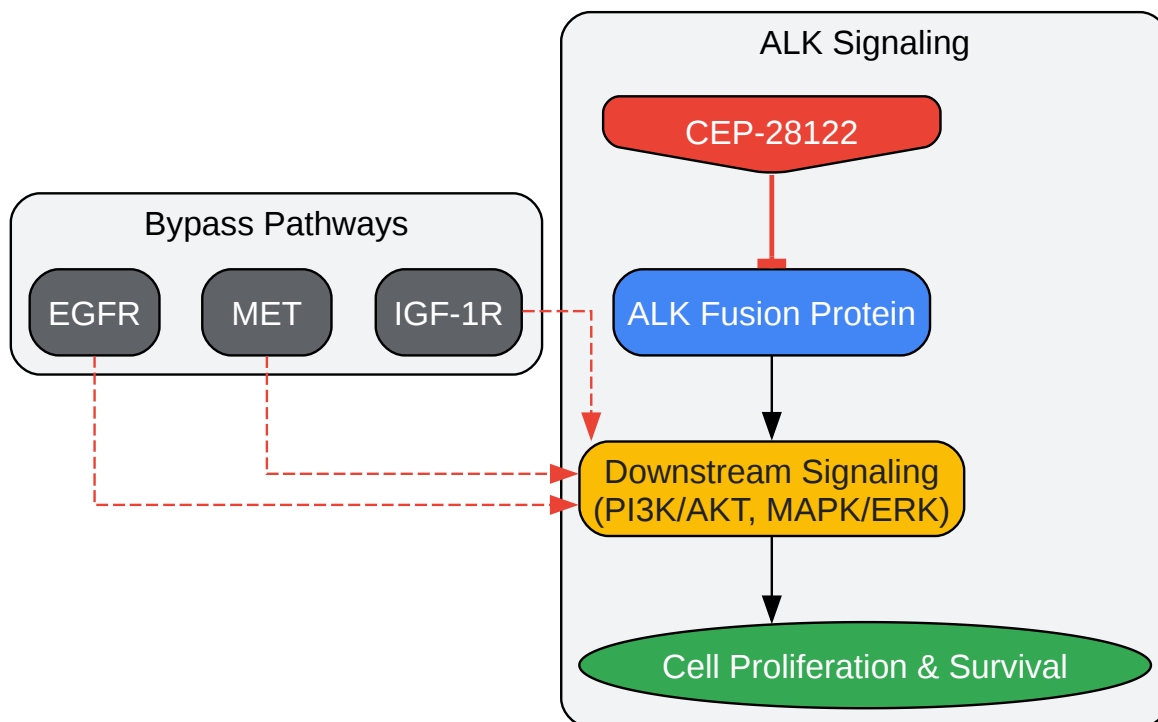 ALK Signaling
CEP-28122
Bypass Pathways
EGFR
MET
IGF-1R
ALK Fusion Protein
Downstream Signaling
(PI3K/AKT, MAPK/ERK)
Cell Proliferation & Survival